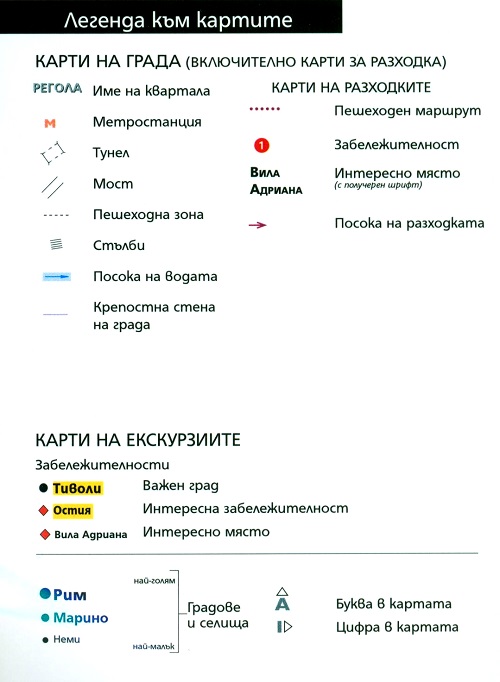 Легенда към картите
КАРТИ НА ГРАДА (ВКЛЮЧИТЕЛНО КАРТИ ЗА РАЗХОДКА)
РЕГОЛА Име на квартала
М Метростанция
Тунел
Мост
Пешеходна зона
Стълби
Посока на водата
Крепостна стена
на града
КАРТИ НА РАЗХОДКИТЕ
Пешеходен маршрут
1 Забележителност
Вила Интересно място
Адриана (с получерен шрифт)
Посока на разходката
КАРТИ НА ЕКСКУРЗИИТЕ
Забележителности
Тиволи Важен град
Остия Интересна забележителност
Вила Адриана Интересно място
Рим
Марино
Неми
най-голям
най-малък
Градове
и селища
А Буква в картата
I Цифра в картата